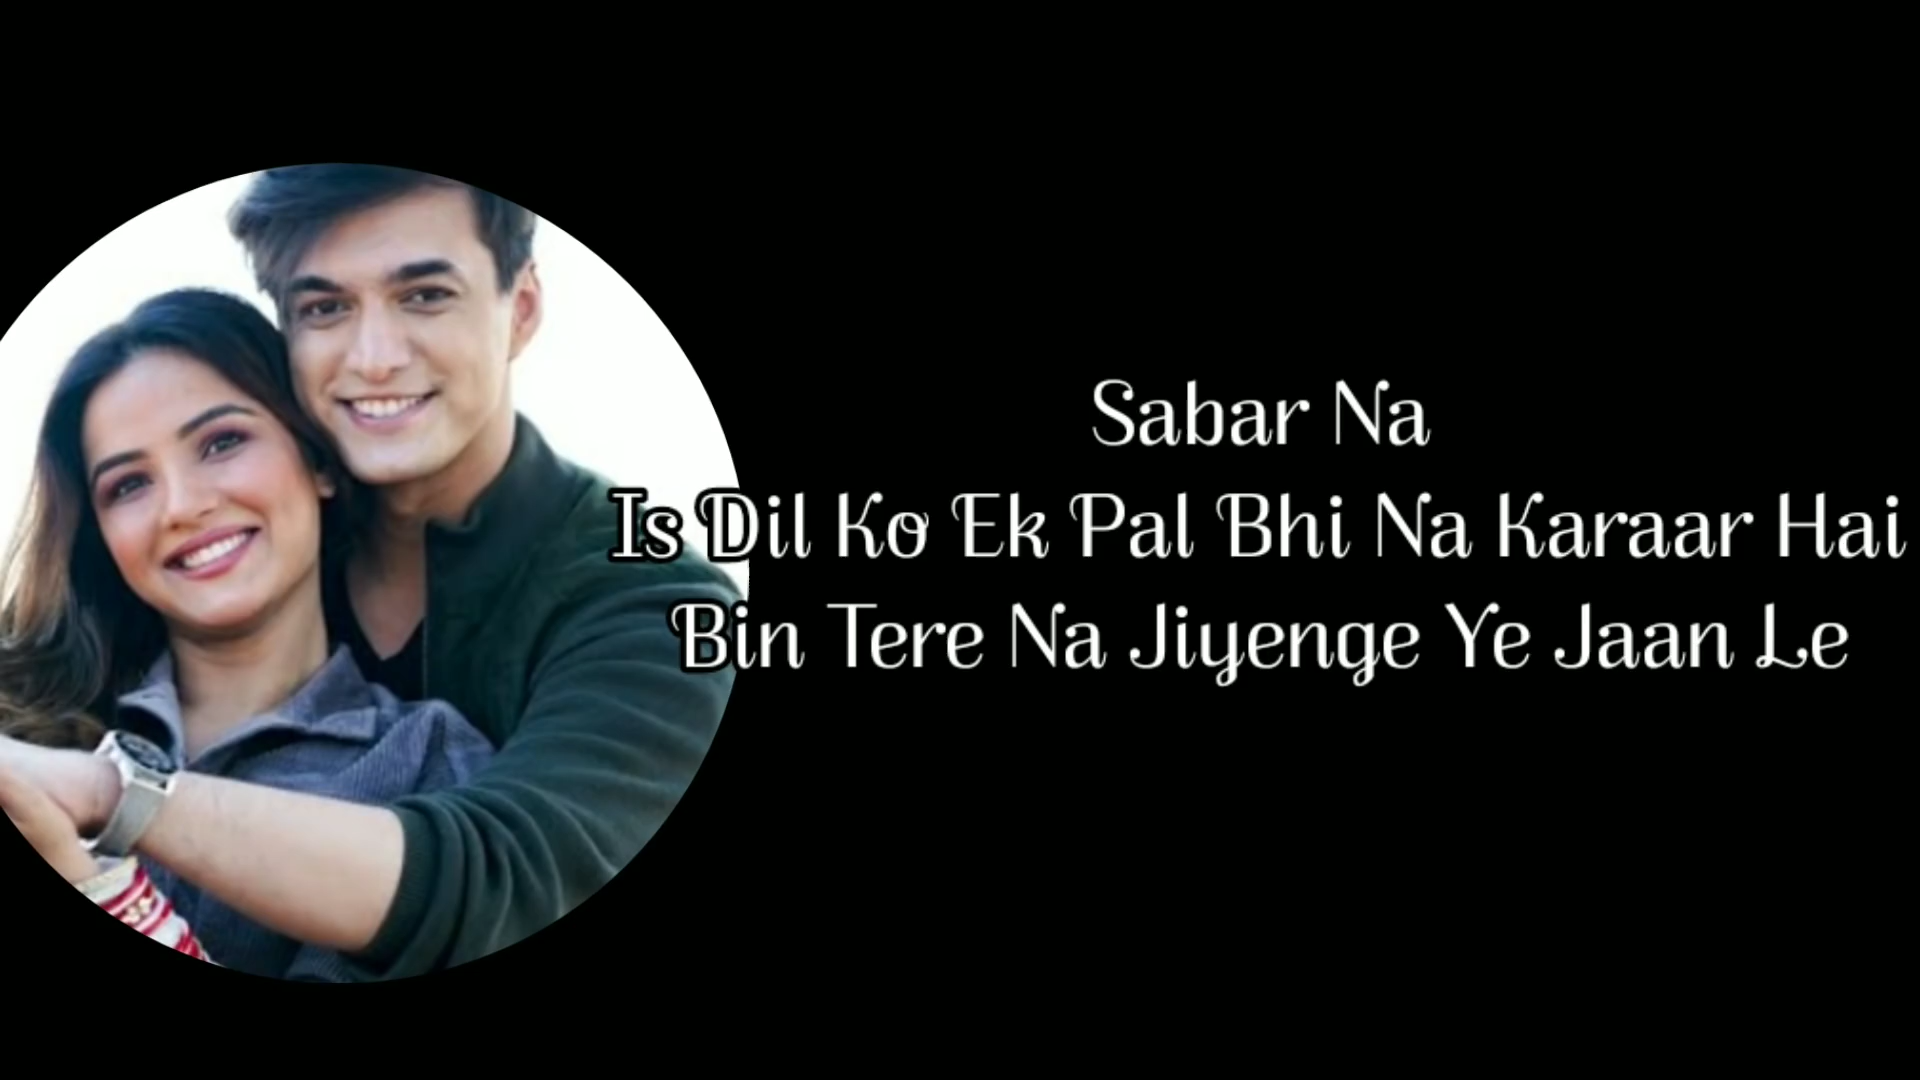 Sabar Na
Is Dil Ko Ek Pal Bhi Na Karaar Hai
Bin Tere Na Jiyenge Ye Jaan Le